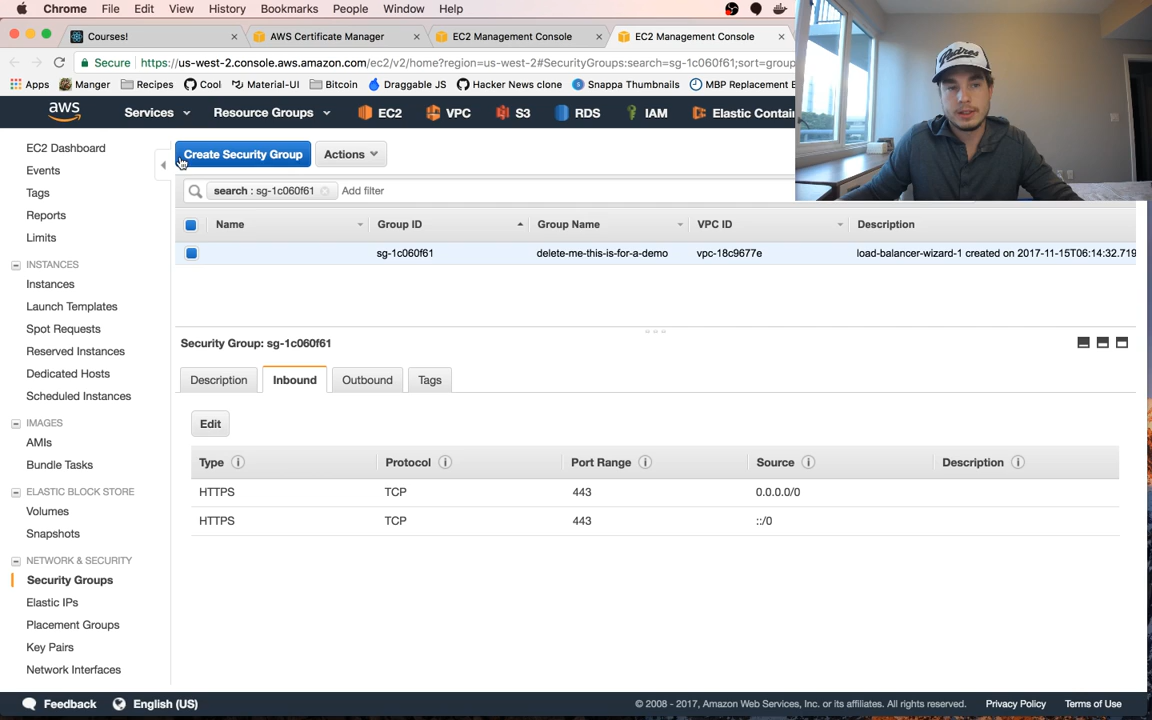 Chrome File Edit View History Bookmarks People Window Help
Courses! × AWS Certificate Manager × EC2 Management Console × EC2 Management Console ×
Secure https://us-west-2.console.aws.amazon.com/ec2/v2/home?region=us-west-2#SecurityGroups:search=sg-1c060f61;sort=group
Apps Manger Recipes Cool Material-UI Bitcoin Draggable JS Hacker News clone Snappa Thumbnails MBP Replacement
aws Services Resource Groups EC2 VPC S3 RDS IAM Elastic Contai
EC2 Dashboard
Events
Tags
Reports
Limits
INSTANCES
Instances
Launch Templates
Spot Requests
Reserved Instances
Dedicated Hosts
Scheduled Instances
IMAGES
AMIs
Bundle Tasks
ELASTIC BLOCK STORE
Volumes
Snapshots
NETWORK & SECURITY
Security Groups
Elastic IPs
Placement Groups
Key Pairs
Network Interfaces
Create Security Group Actions
search : sg-1c060f61 Add filter
Name Group ID Group Name VPC ID Description
sg-1c060f61 delete-me-this-is-for-a-demo vpc-18c9677e load-balancer-wizard-1 created on 2017-11-15T06:14:32.719
Security Group: sg-1c060f61
Description Inbound Outbound Tags
Edit
Type Protocol Port Range Source Description
HTTPS TCP 443 0.0.0.0/0
HTTPS TCP 443 ::/0
Feedback English (US) © 2008 - 2017, Amazon Web Services, Inc. or its affiliates. All rights reserved. Privacy Policy Terms of Use